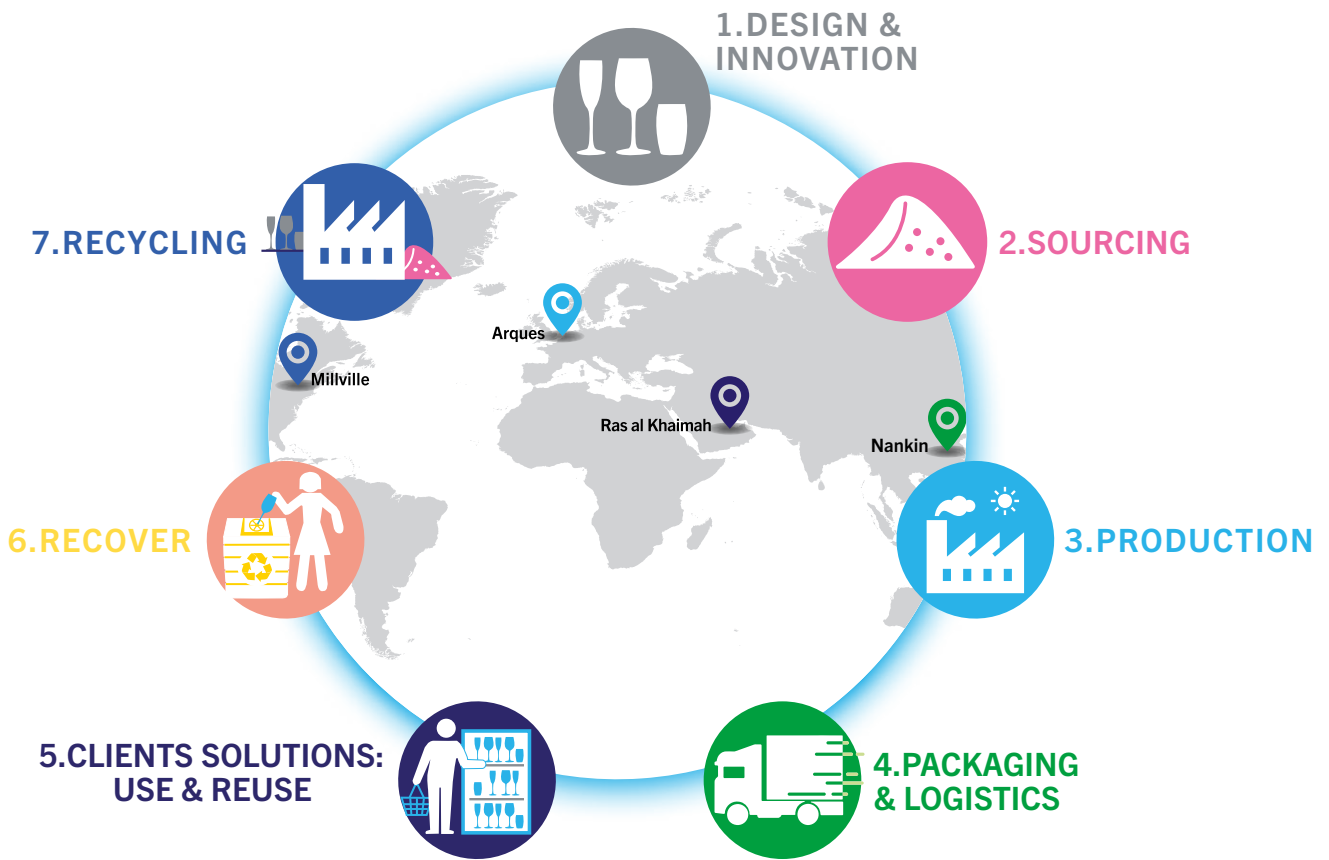 1.DESIGN &
INNOVATION
2.SOURCING
3.PRODUCTION
4.PACKAGING
& LOGISTICS
5.CLIENTS SOLUTIONS:
USE & REUSE
6.RECOVER
7.RECYCLING
Arques
Millville
Ras al Khaimah
Nankin